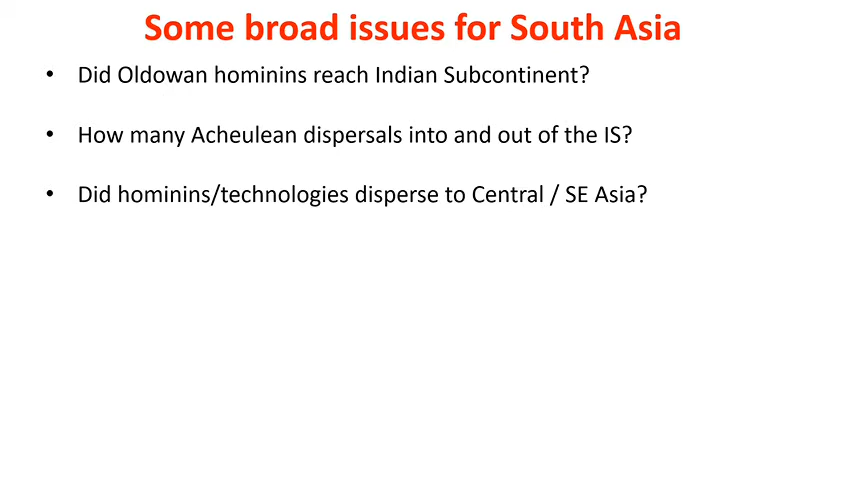 Some broad issues for South Asia
• Did Oldowan hominins reach Indian Subcontinent?
• How many Acheulean dispersals into and out of the IS?
• Did hominins/technologies disperse to Central / SE Asia?